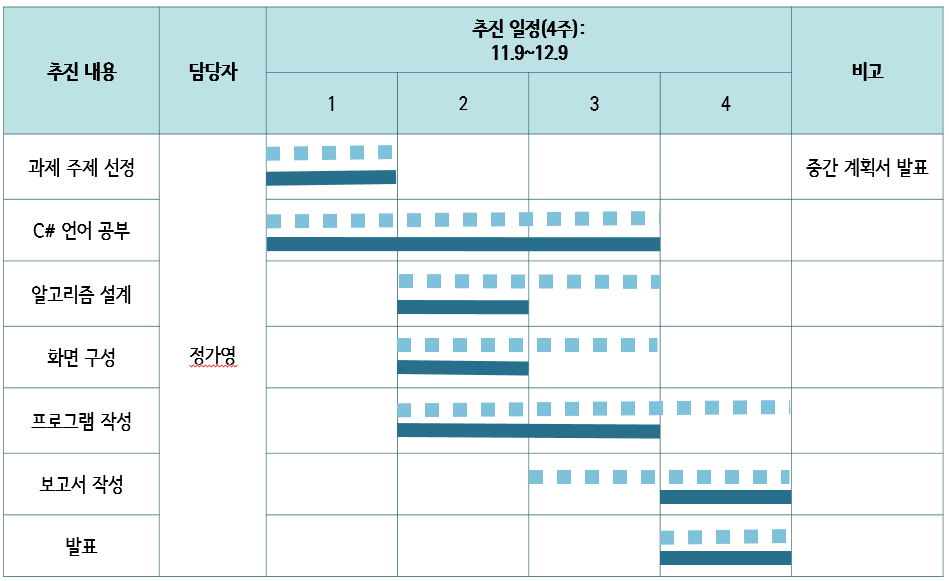 추진 내용
담당자
추진 일정(4주):
11.9~12.9
비고
1
2
3
4
과제 주제 선정
중간 계획서 발표
C# 언어 공부
알고리즘 설계
화면 구성
정가영
프로그램 작성
보고서 작성
발표